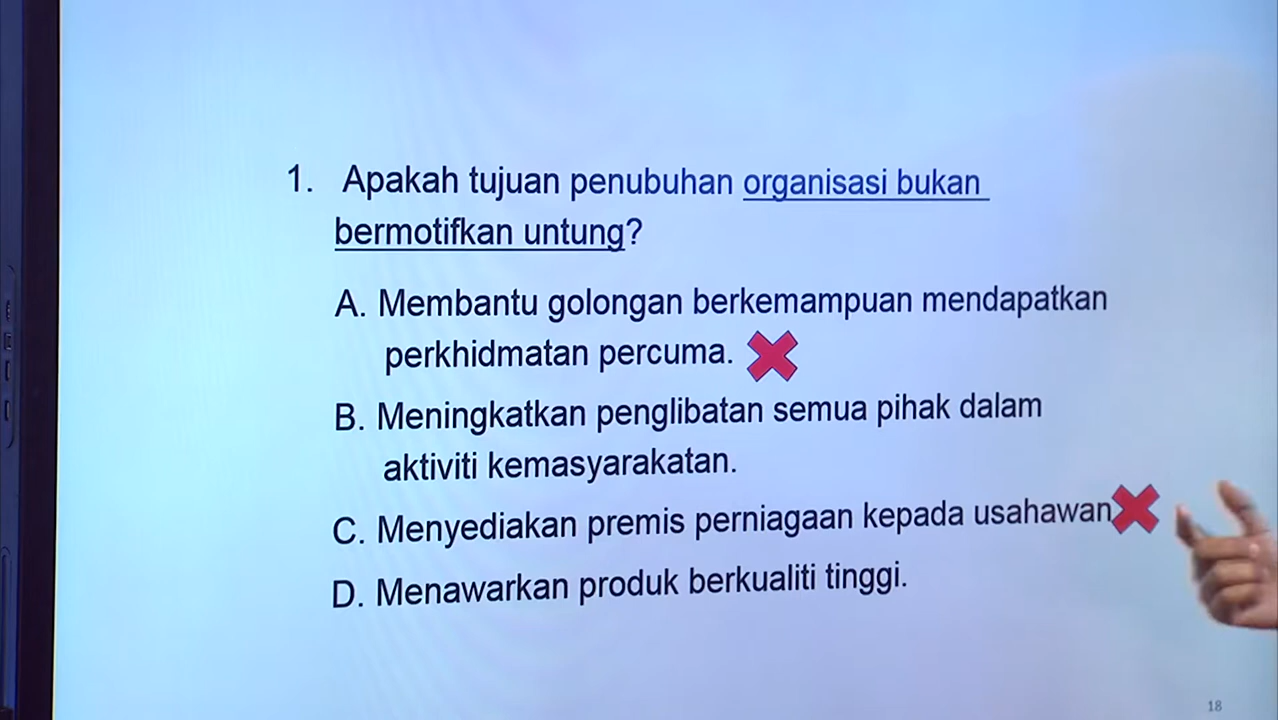 1. Apakah tujuan penubuhan organisasi bukan
bermotifkan untung?
A. Membantu golongan berkemampuan mendapatkan
perkhidmatan percuma.
B. Meningkatkan penglibatan semua pihak dalam
aktiviti kemasyarakatan.
C. Menyediakan premis perniagaan kepada usahawan
D. Menawarkan produk berkualiti tinggi.
18